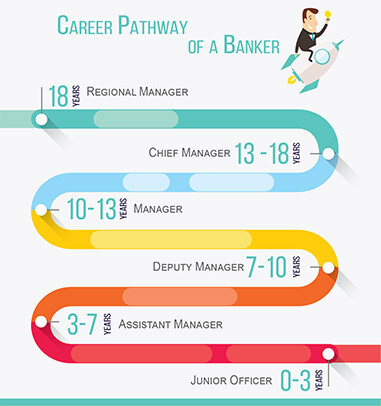 Career Pathway
of a Banker
18 YEARS Regional Manager
Chief Manager 13 -18 YEARS
10-13 YEARS Manager
Deputy Manager 7-10 YEARS
3-7 YEARS Assistant Manager
Junior Officer 0-3 YEARS